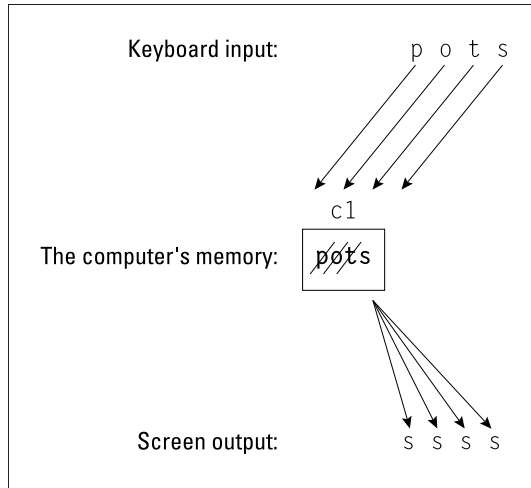 Keyboard input: p o t s
c1
The computer's memory: pots
Screen output: s s s s